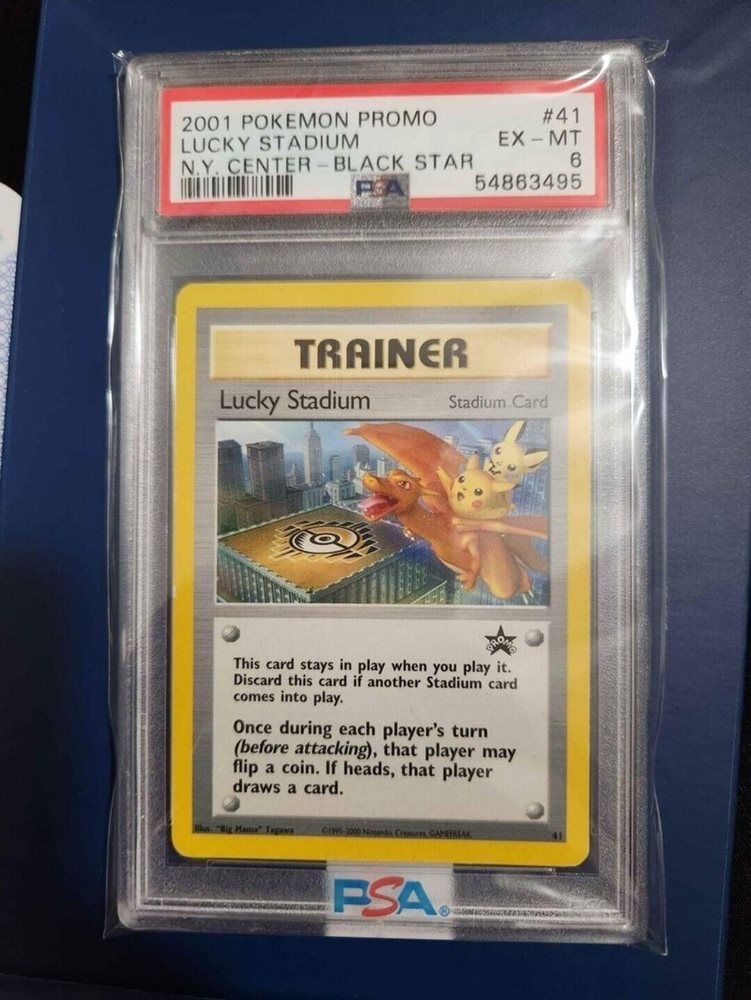 2001 POKEMON PROMO #41
LUCKY STADIUM EX - MT
N.Y. CENTER - BLACK STAR 6
PSA 54863495
TRAINER
Lucky Stadium Stadium Card
PROMO
This card stays in play when you play it.
Discard this card if another Stadium card
comes into play.
Once during each player's turn
(before attacking), that player may
flip a coin. If heads, that player
draws a card.
Illus. "Big Mama" Tagawa ©1995-2000 Nintendo, Creatures, GAMEFREAK. 41
PSA®